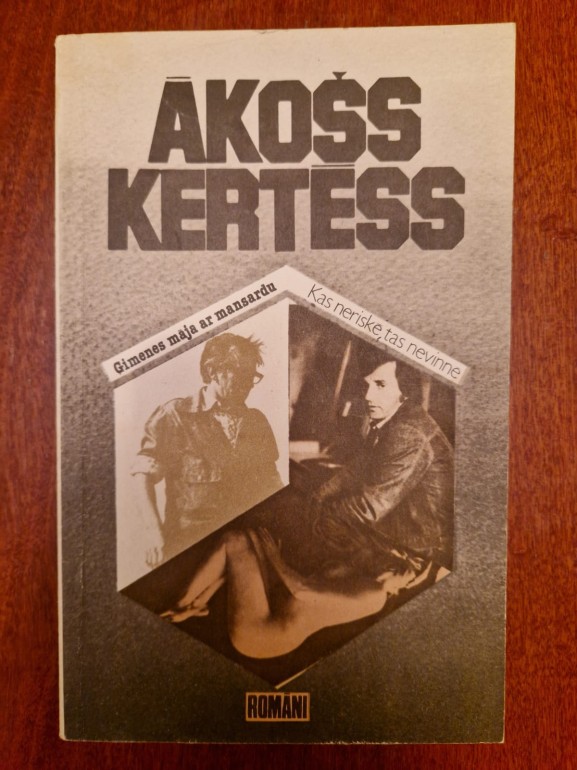 ĀKOŠS
KERTĒSS
Ģimenes māja ar mansardu
Kas neriskē, tas nevinnē
ROMĀNI